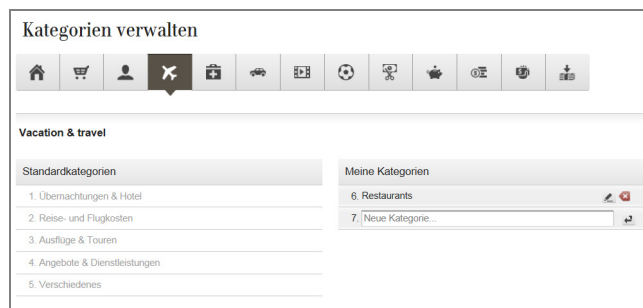 Kategorien verwalten
Vacation & travel
Standardkategorien
1. Übernachtungen & Hotel
2. Reise- und Flugkosten
3. Ausflüge & Touren
4. Angebote & Dienstleistungen
5. Verschiedenes
Meine Kategorien
6. Restaurants
7. Neue Kategorie...